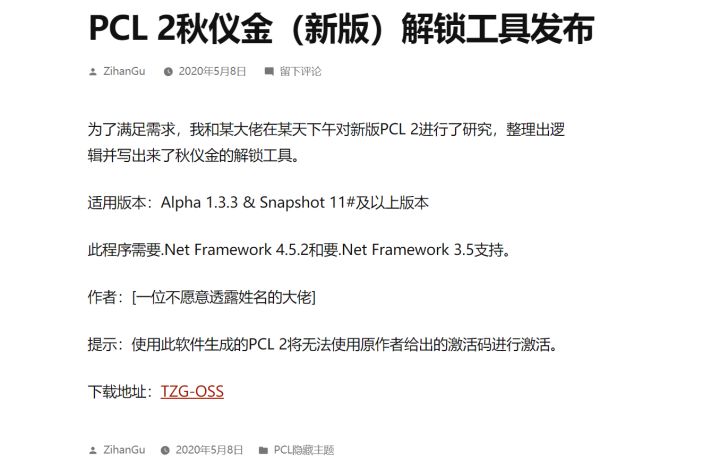 PCL 2秋仪金（新版）解锁工具发布
ZihanGu 2020年5月8日 留下评论
为了满足需求，我和某大佬在某天下午对新版PCL 2进行了研究，整理出逻
辑并写出来了秋仪金的解锁工具。
适用版本：Alpha 1.3.3 & Snapshot 11#及以上版本
此程序需要.Net Framework 4.5.2和要.Net Framework 3.5支持。
作者：[一位不愿意透露姓名的大佬]
提示：使用此软件生成的PCL 2将无法使用原作者给出的激活码进行激活。
下载地址：TZG-OSS
ZihanGu 2020年5月8日 PCL隐藏主题